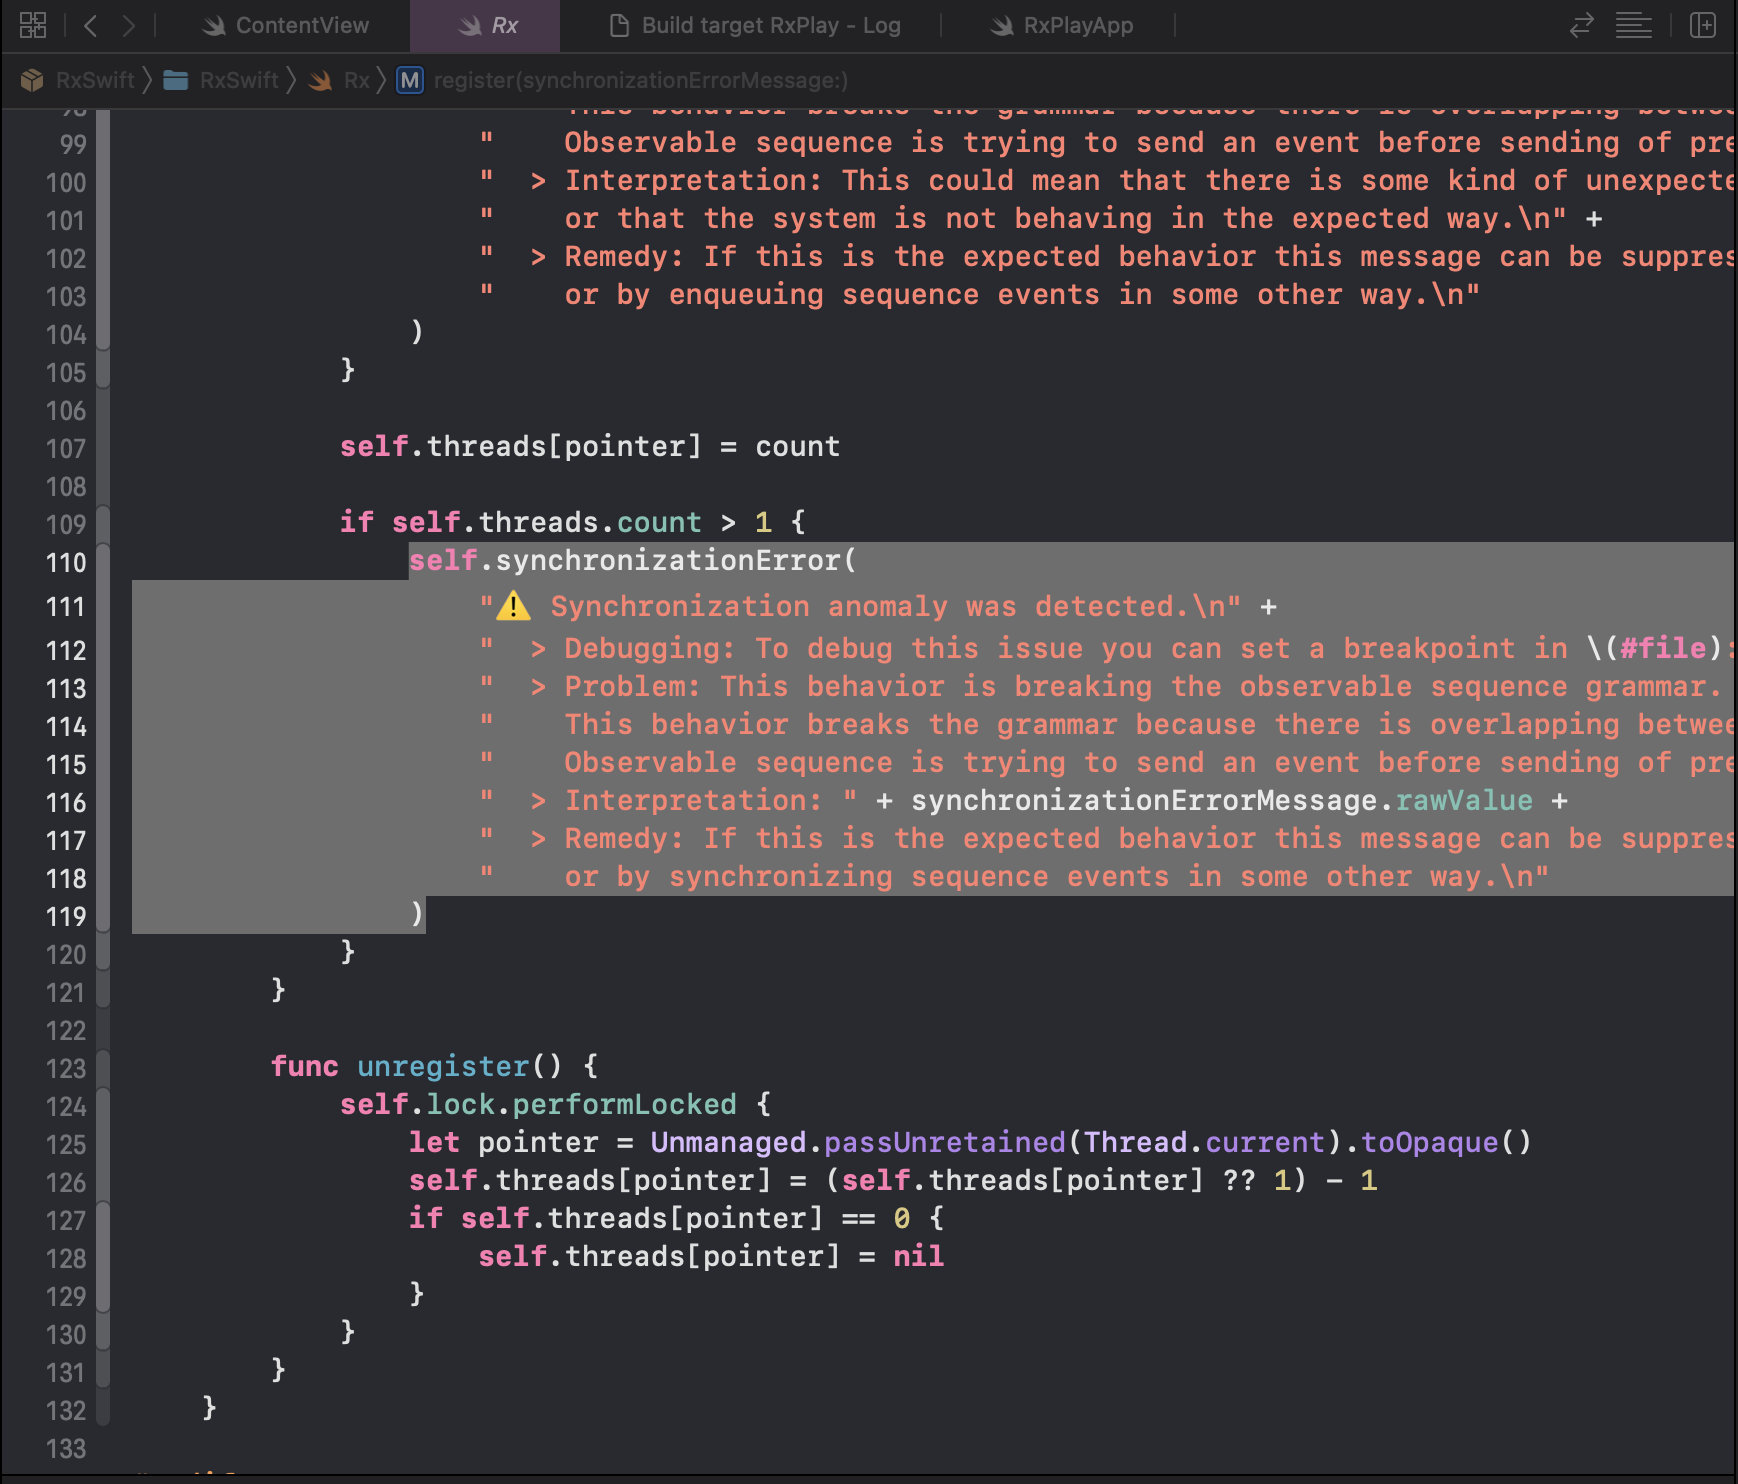 ContentView Rx Build target RxPlay - Log RxPlayApp
RxSwift RxSwift Rx M register(synchronizationErrorMessage:)
98 This behavior breaks the grammar because there is overlapping betwee
99 "    Observable sequence is trying to send an event before sending of pre
100 "  > Interpretation: This could mean that there is some kind of unexpecte
101 "    or that the system is not behaving in the expected way.\n" +
102 "  > Remedy: If this is the expected behavior this message can be suppres
103 "    or by enqueuing sequence events in some other way.\n"
104 )
105 }
106
107 self.threads[pointer] = count
108
109 if self.threads.count > 1 {
110 self.synchronizationError(
111 "⚠️ Synchronization anomaly was detected.\n" +
112 "  > Debugging: To debug this issue you can set a breakpoint in \(#file):
113 "  > Problem: This behavior is breaking the observable sequence grammar.
114 "    This behavior breaks the grammar because there is overlapping betwee
115 "    Observable sequence is trying to send an event before sending of pre
116 "  > Interpretation: " + synchronizationErrorMessage.rawValue +
117 "  > Remedy: If this is the expected behavior this message can be suppres
118 "    or by synchronizing sequence events in some other way.\n"
119 )
120 }
121 }
122
123 func unregister() {
124 self.lock.performLocked {
125 let pointer = Unmanaged.passUnretained(Thread.current).toOpaque()
126 self.threads[pointer] = (self.threads[pointer] ?? 1) - 1
127 if self.threads[pointer] == 0 {
128 self.threads[pointer] = nil
129 }
130 }
131 }
132 }
133